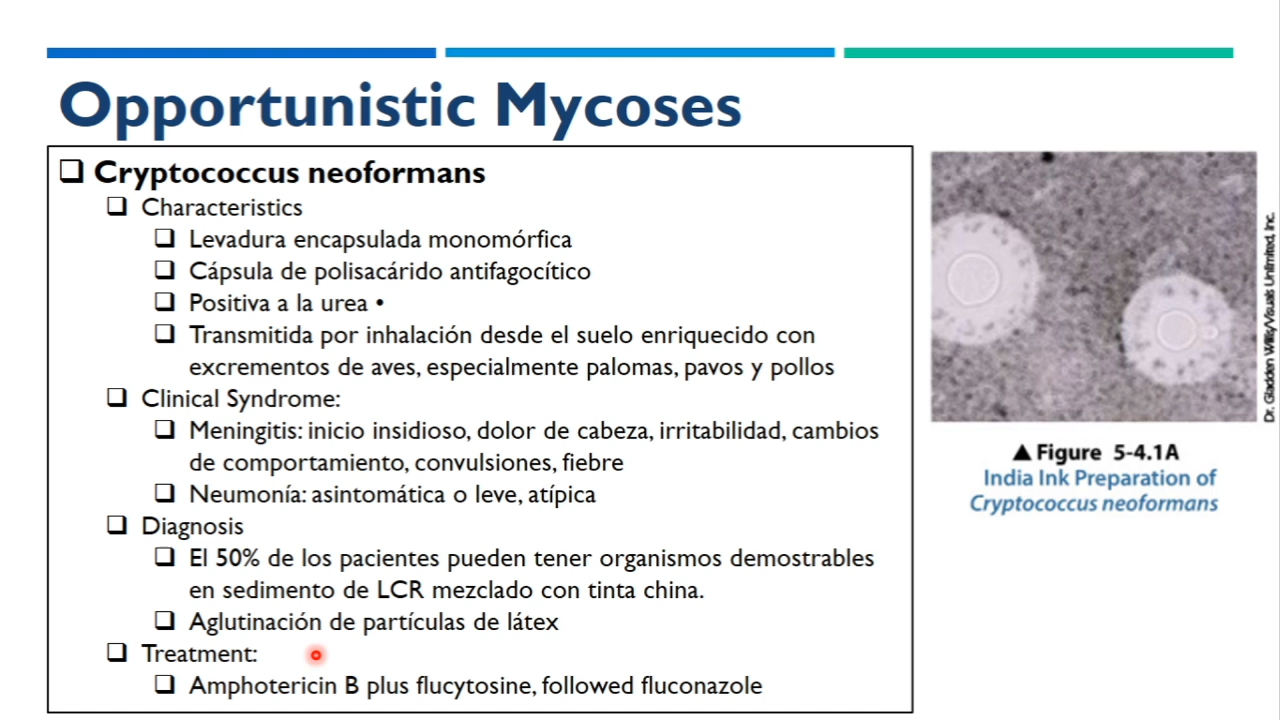 Opportunistic Mycoses
❑ Cryptococcus neoformans
❑ Characteristics
❑ Levadura encapsulada monomórfica
❑ Cápsula de polisacárido antifagocítico
❑ Positiva a la urea •
❑ Transmitida por inhalación desde el suelo enriquecido con
excrementos de aves, especialmente palomas, pavos y pollos
❑ Clinical Syndrome:
❑ Meningitis: inicio insidioso, dolor de cabeza, irritabilidad, cambios
de comportamiento, convulsiones, fiebre
❑ Neumonía: asintomática o leve, atípica
❑ Diagnosis
❑ El 50% de los pacientes pueden tener organismos demostrables
en sedimento de LCR mezclado con tinta china.
❑ Aglutinación de partículas de látex
❑ Treatment:
❑ Amphotericin B plus flucytosine, followed fluconazole
Dr. Gladden Willis/Visuals Unlimited, Inc.
▲ Figure 5-4.1A
India Ink Preparation of
Cryptococcus neoformans